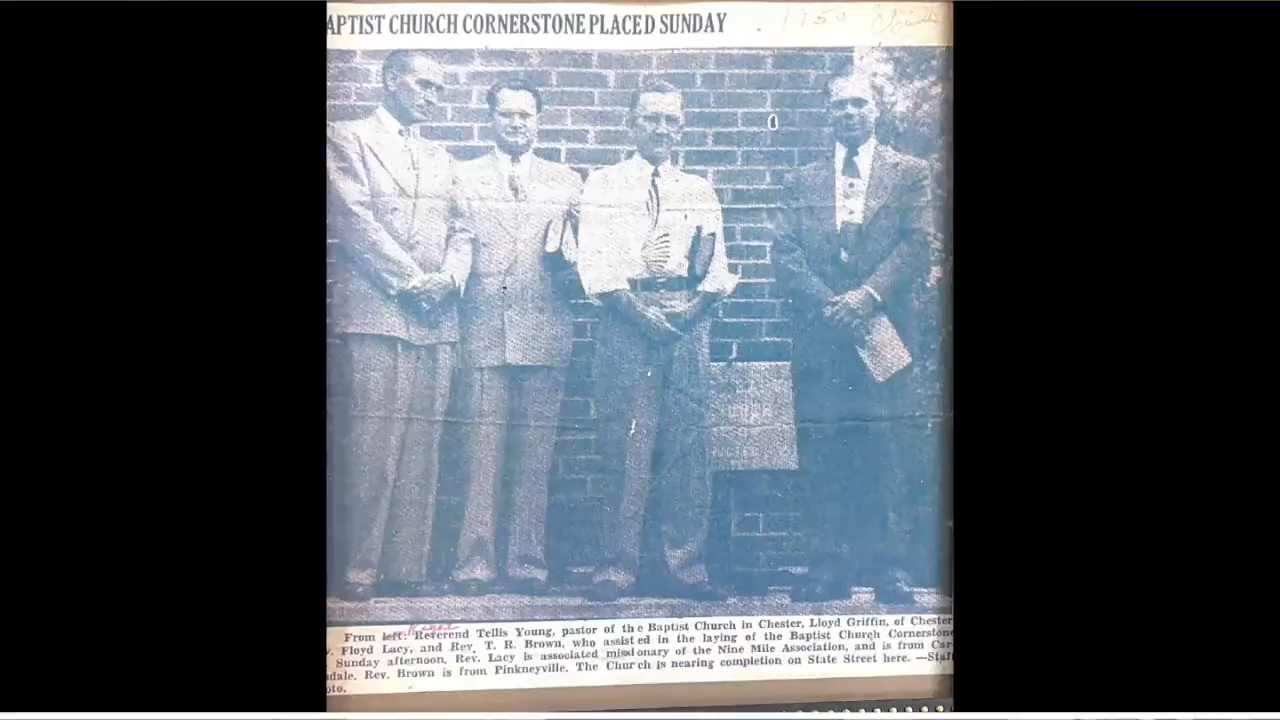 APTIST CHURCH CORNERSTONE PLACED SUNDAY
1950
Right
From left: Reverend Tellis Young, pastor of the Baptist Church in Chester, Lloyd Griffin, of Chester
v. Floyd Lacy, and Rev. T. R. Brown, who assisted in the laying of the Baptist Church Cornerstone
Sunday afternoon. Rev. Lacy is associated missionary of the Nine Mile Association, and is from Car
dale. Rev. Brown is from Pinkneyville. The Church is nearing completion on State Street here. —Staf
oto.